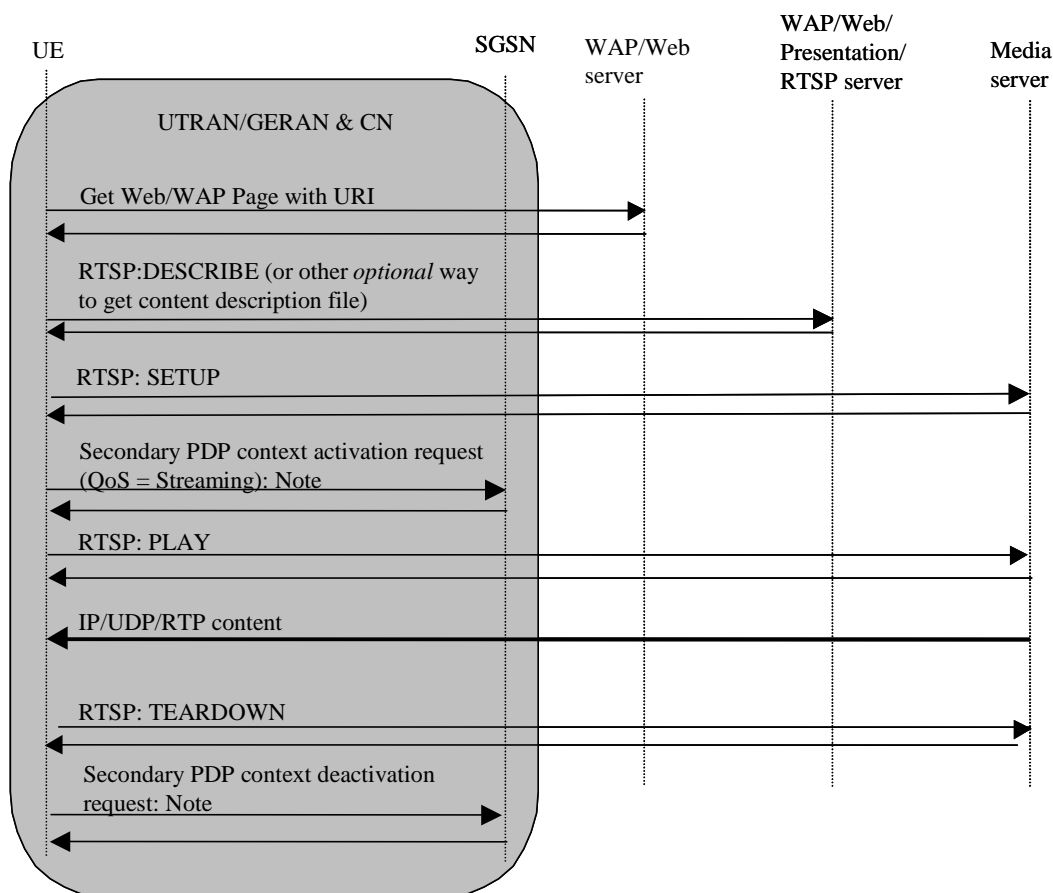 UE
SGSN
WAP/Web
server
WAP/Web/
Presentation/
RTSP server
Media
server
UTRAN/GERAN & CN
Get Web/WAP Page with URI
RTSP:DESCRIBE (or other optional way
to get content description file)
RTSP: SETUP
Secondary PDP context activation request
(QoS = Streaming): Note
RTSP: PLAY
IP/UDP/RTP content
RTSP: TEARDOWN
Secondary PDP context deactivation
request: Note